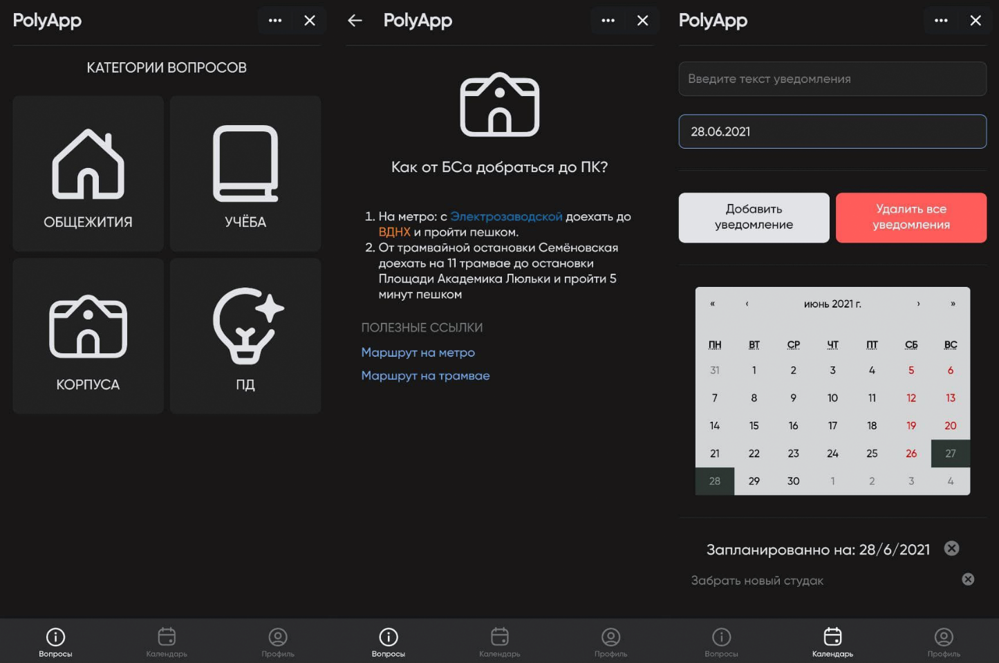 PolyApp
КАТЕГОРИИ ВОПРОСОВ
ОБЩЕЖИТИЯ
УЧЁБА
КОРПУСА
ПД
Вопросы
Календарь
Профиль
PolyApp
Как от БСа добраться до ПК?
1. На метро: с Электрозаводской доехать до
ВДНХ и пройти пешком.
2. От трамвайной остановки Семёновская
доехать на 11 трамвае до остановки
Площади Академика Люльки и пройти 5
минут пешком
ПОЛЕЗНЫЕ ССЫЛКИ
Маршрут на метро
Маршрут на трамвае
Вопросы
Календарь
Профиль
PolyApp
Введите текст уведомления
28.06.2021
Добавить
уведомление
Удалить все
уведомления
« ‹ июнь 2021 г. › »
ПН ВТ СР ЧТ ПТ СБ ВС
31 1 2 3 4 5 6
7 8 9 10 11 12 13
14 15 16 17 18 19 20
21 22 23 24 25 26 27
28 29 30 1 2 3 4
Запланированно на: 28/6/2021
Забрать новый студак
Вопросы
Календарь
Профиль